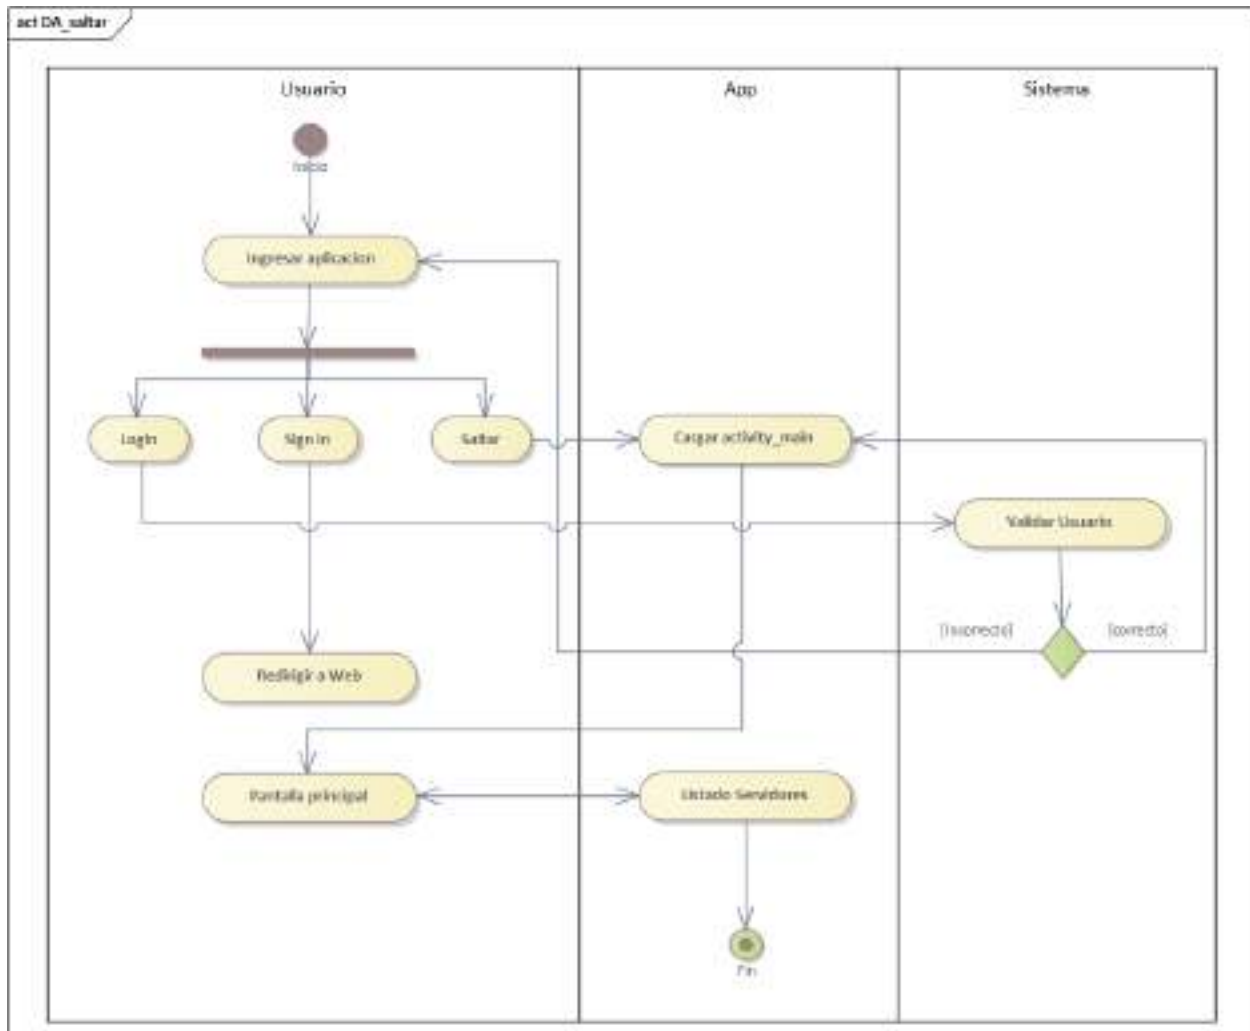 act DA_saltar
Usuario
App
Sistema
Inicio
Ingresar aplicacion
Login
Sign in
Saltar
Cargar activity_main
Validar Usuario
[incorrecto]
[correcto]
Redirigir a Web
Pantalla principal
Listado Servidores
Fin